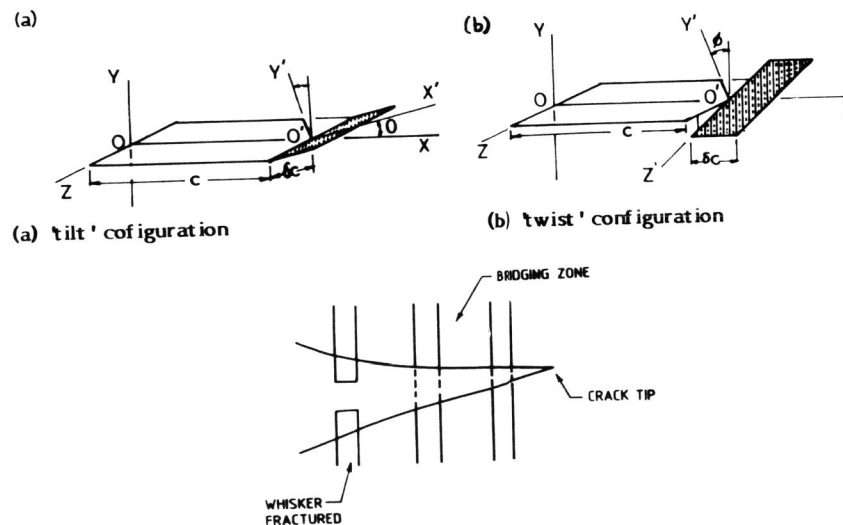 (a)
Y
Y'
X'
O
O'
θ
X
Z
c
δc
(a) 'tilt' cofiguration
(b)
Y
Y'
ø
O
O'
Z
c
Z'
δc
(b) 'twist' configuration
BRIDGING ZONE
CRACK TIP
WHISKER
FRACTURED